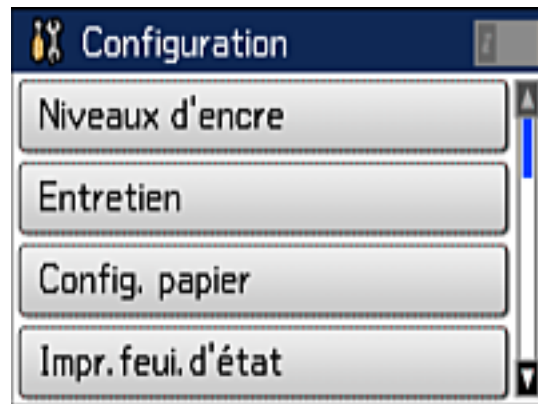 Configuration
Niveaux d'encre
Entretien
Config. papier
Impr.feui.d'état